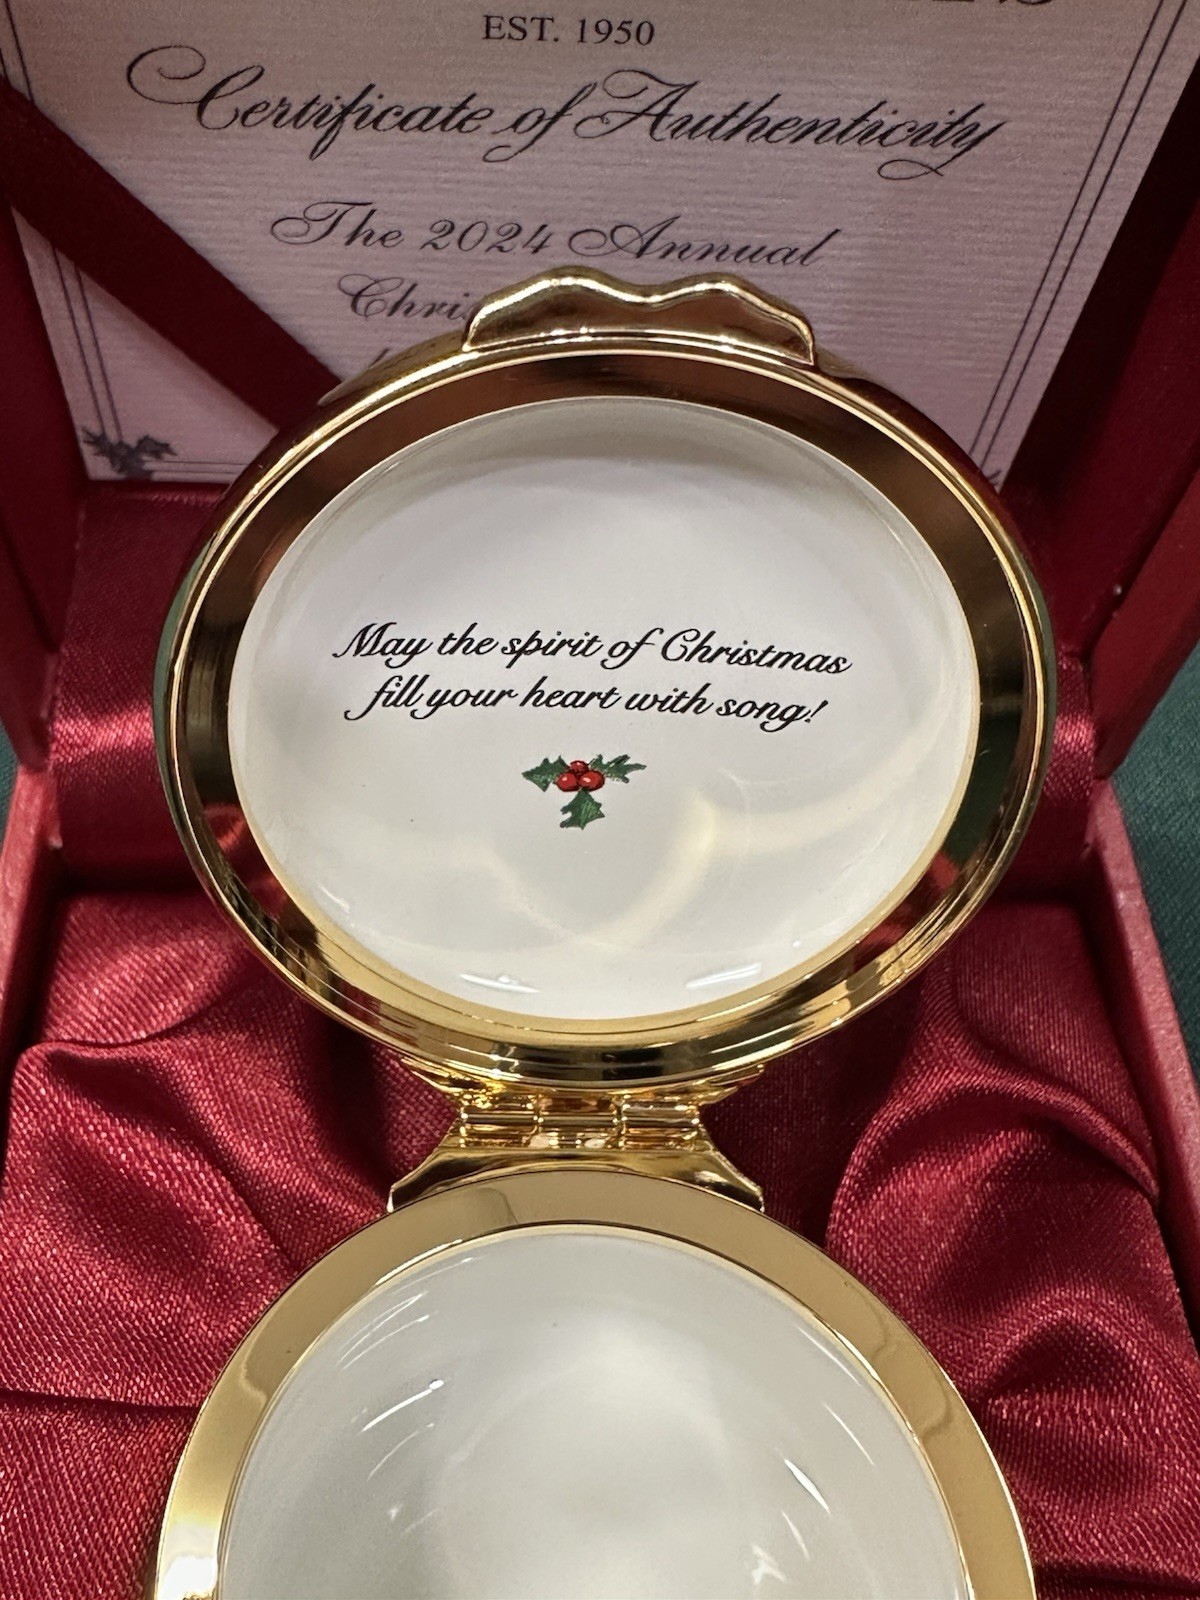 EST. 1950
Certificate of Authenticity
The 2024 Annual
May the spirit of Christmas
fill your heart with song!